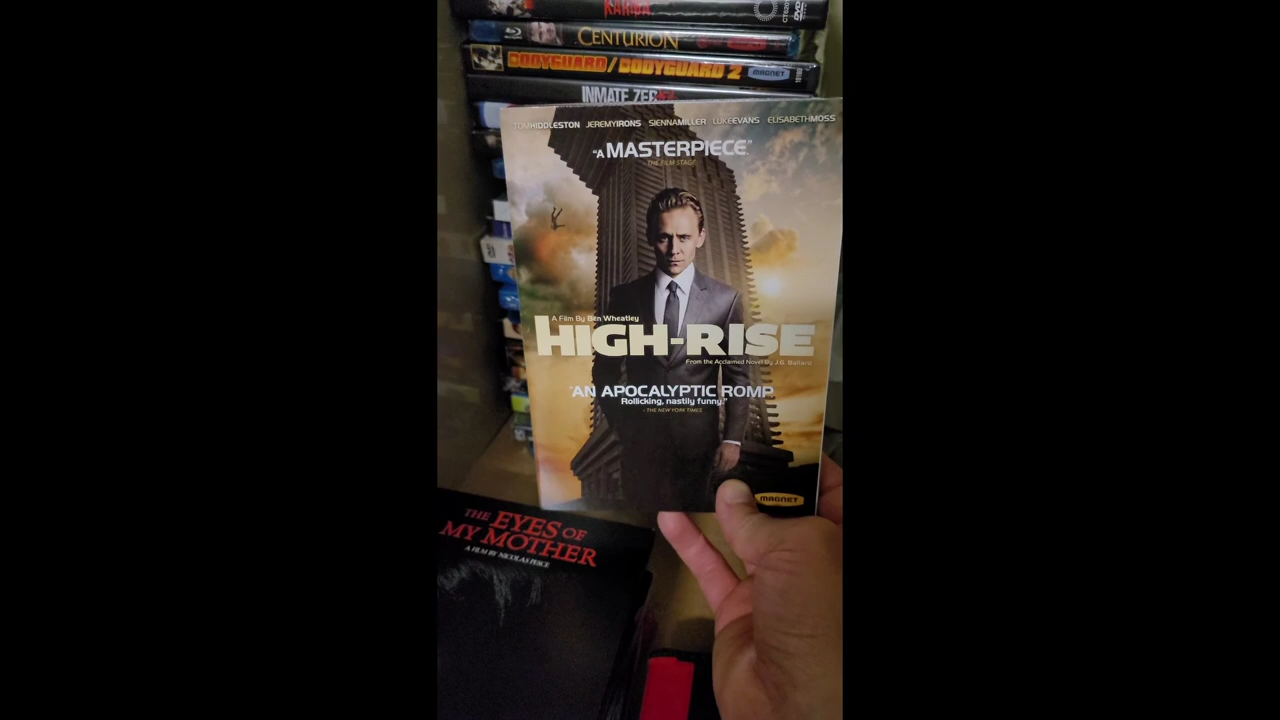 KARMA
DVD
CENTURION
BODYGUARD / BODYGUARD 2
MAGNET
INMATE ZERO
TOM HIDDLESTON JEREMY IRONS SIENNA MILLER LUKE EVANS ELISABETH MOSS
"A MASTERPIECE."
- THE FILM STAGE
A Film By Ben Wheatley
HIGH-RISE
From the Acclaimed Novel By J.G. Ballard
"AN APOCALYPTIC ROMP
Rollicking, nastily funny."
- THE NEW YORK TIMES
MAGNET
THE EYES OF
MY MOTHER
A FILM BY NICOLAS PESCE